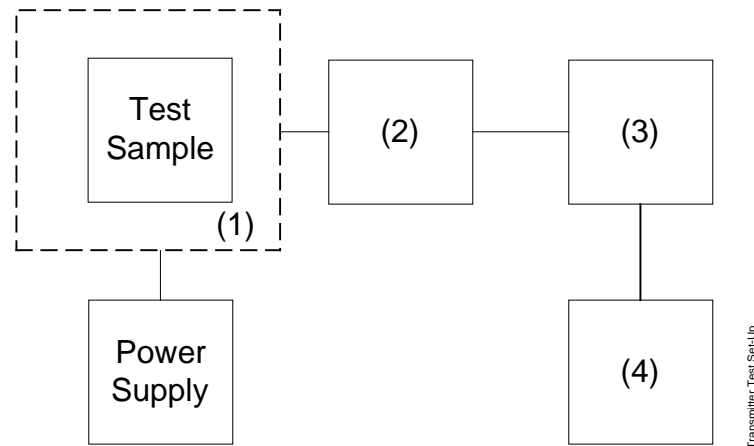 Test
Sample
(1)
(2)
(3)
Power
Supply
(4)
Transmitter Test Set-Up